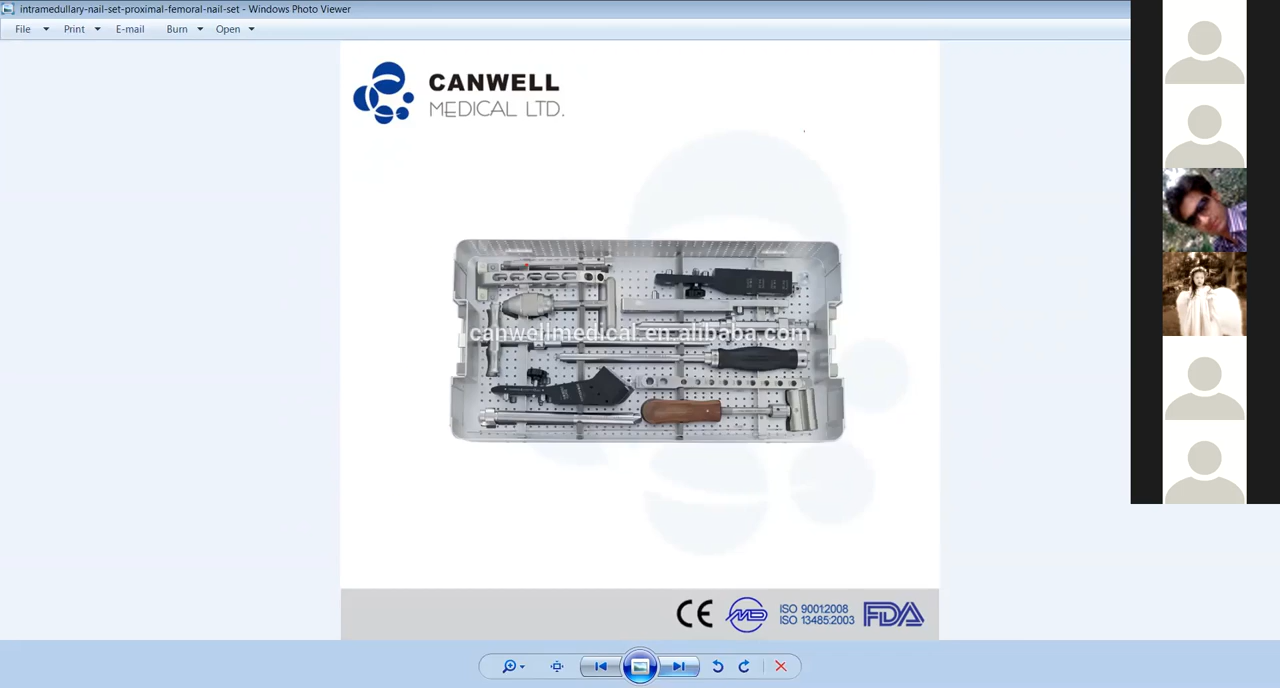 intramedullary-nail-set-proximal-femoral-nail-set - Windows Photo Viewer
File Print E-mail Burn Open
CANWELL
MEDICAL LTD.
canwellmedical.en.alibaba.com
CE
ISO 9001:2008
ISO 13485:2003
FDA